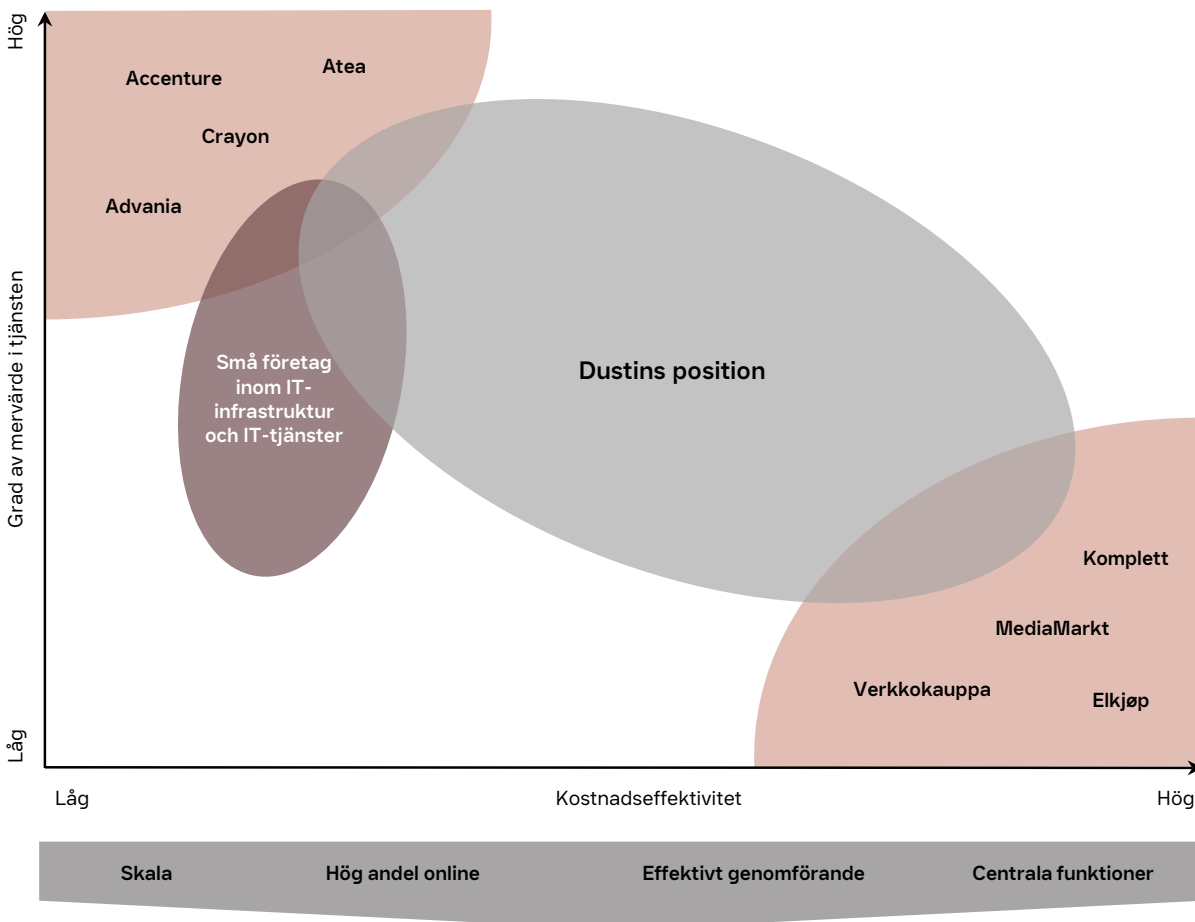 Hög
Accenture
Atea
Crayon
Advania
Grad av mervärde i tjänsten
Små företag
inom IT-
infrastruktur
och IT-tjänster
Dustins position
Komplett
MediaMarkt
Verkkokauppa
Elkjøp
Låg
Låg
Kostnadseffektivitet
Hög
Skala
Hög andel online
Effektivt genomförande
Centrala funktioner